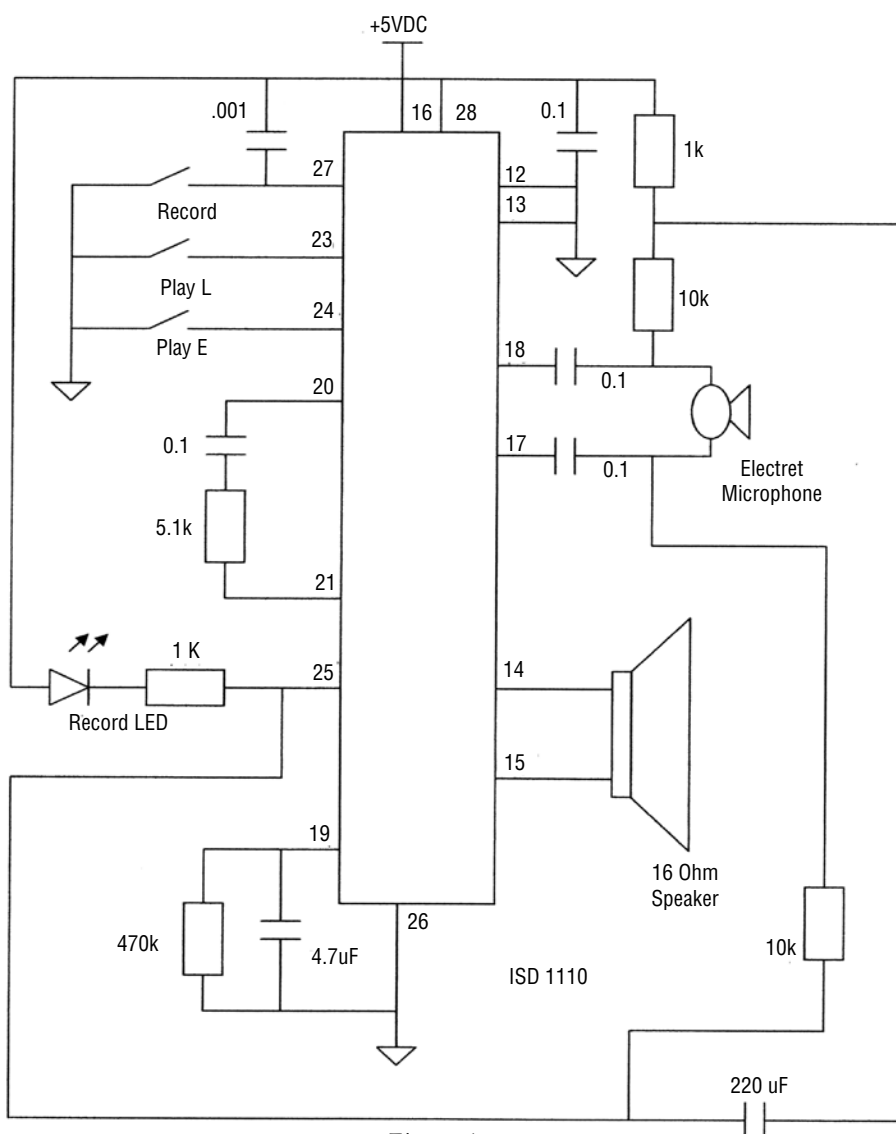 +5VDC
.001
16
28
0.1
1k
27
12
Record
13
23
Play L
10k
24
18
Play E
0.1
20
17
0.1
0.1
Electret
Microphone
5.1k
21
1 K
25
14
Record LED
15
19
16 Ohm
Speaker
26
470k
4.7uF
10k
ISD 1110
220 uF